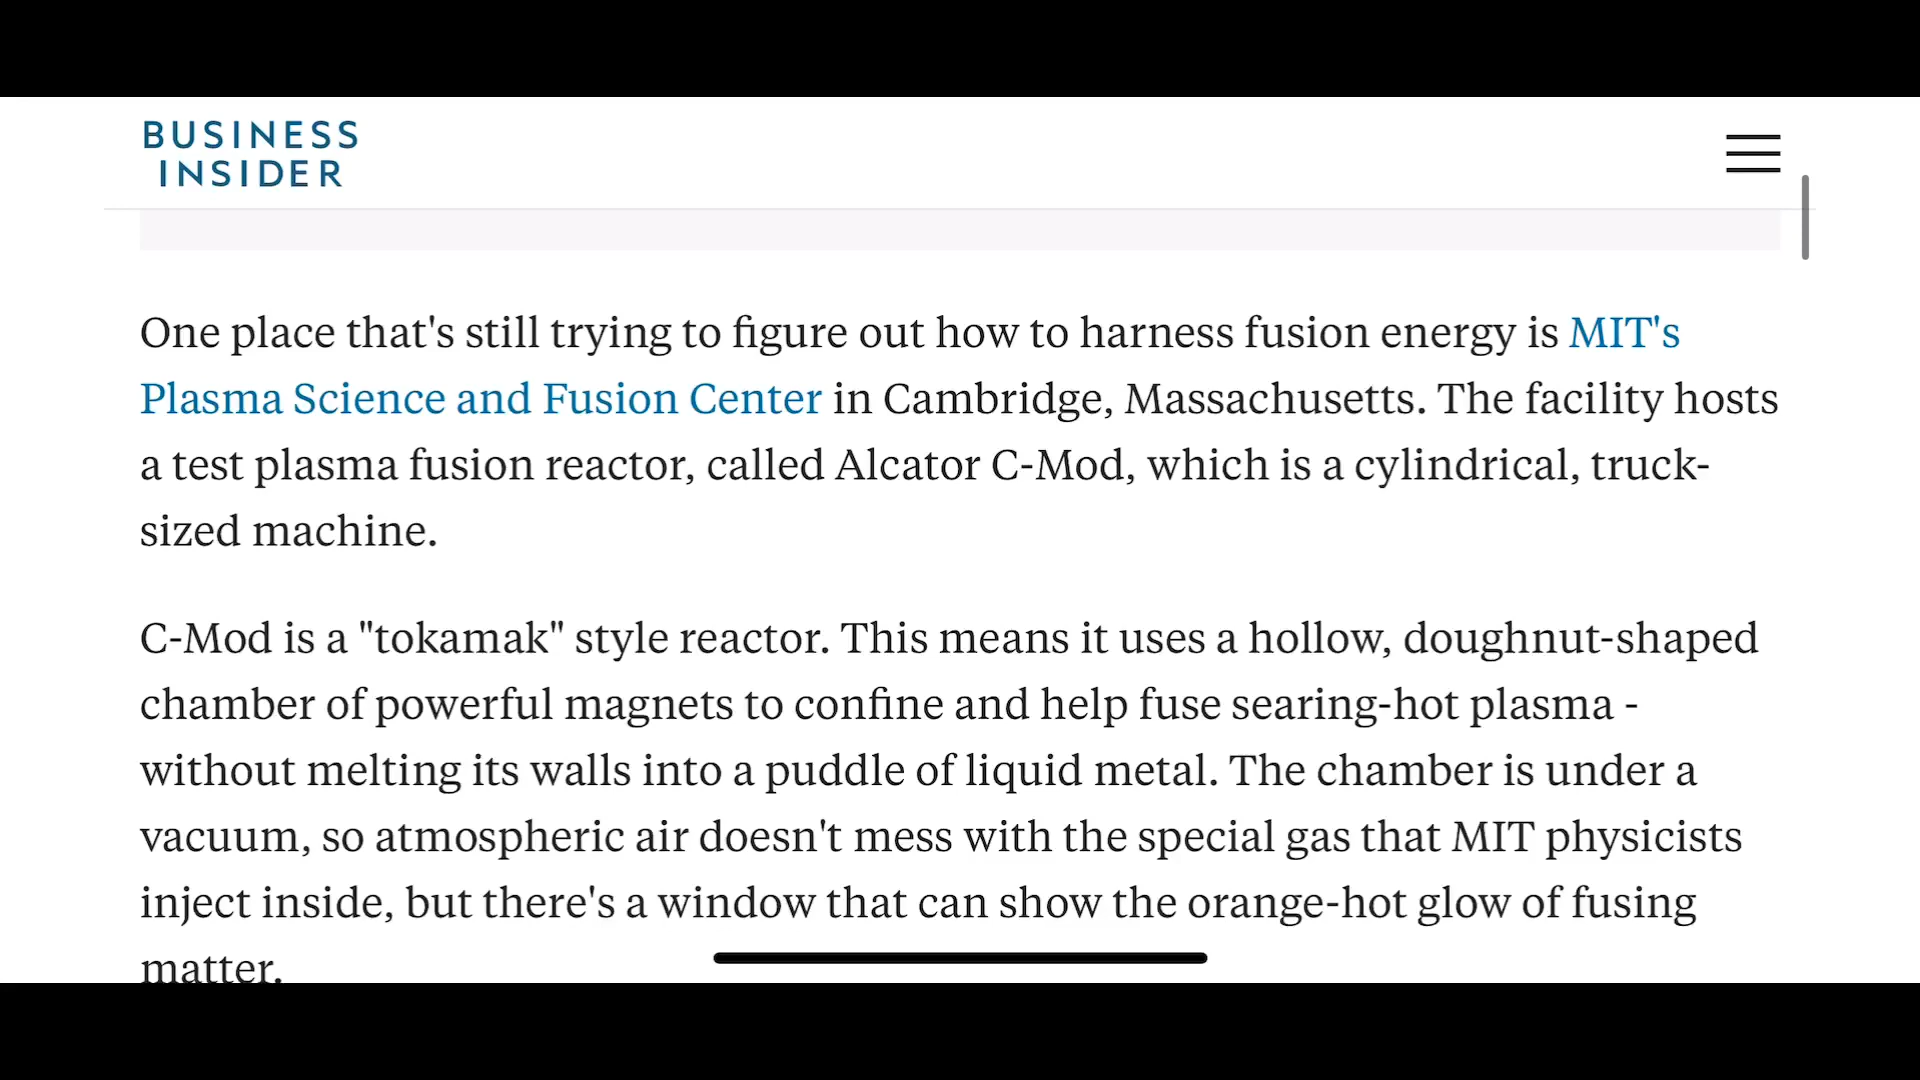 BUSINESS
INSIDER
One place that's still trying to figure out how to harness fusion energy is MIT's
Plasma Science and Fusion Center in Cambridge, Massachusetts. The facility hosts
a test plasma fusion reactor, called Alcator C-Mod, which is a cylindrical, truck-
sized machine.
C-Mod is a "tokamak" style reactor. This means it uses a hollow, doughnut-shaped
chamber of powerful magnets to confine and help fuse searing-hot plasma -
without melting its walls into a puddle of liquid metal. The chamber is under a
vacuum, so atmospheric air doesn't mess with the special gas that MIT physicists
inject inside, but there's a window that can show the orange-hot glow of fusing
matter.